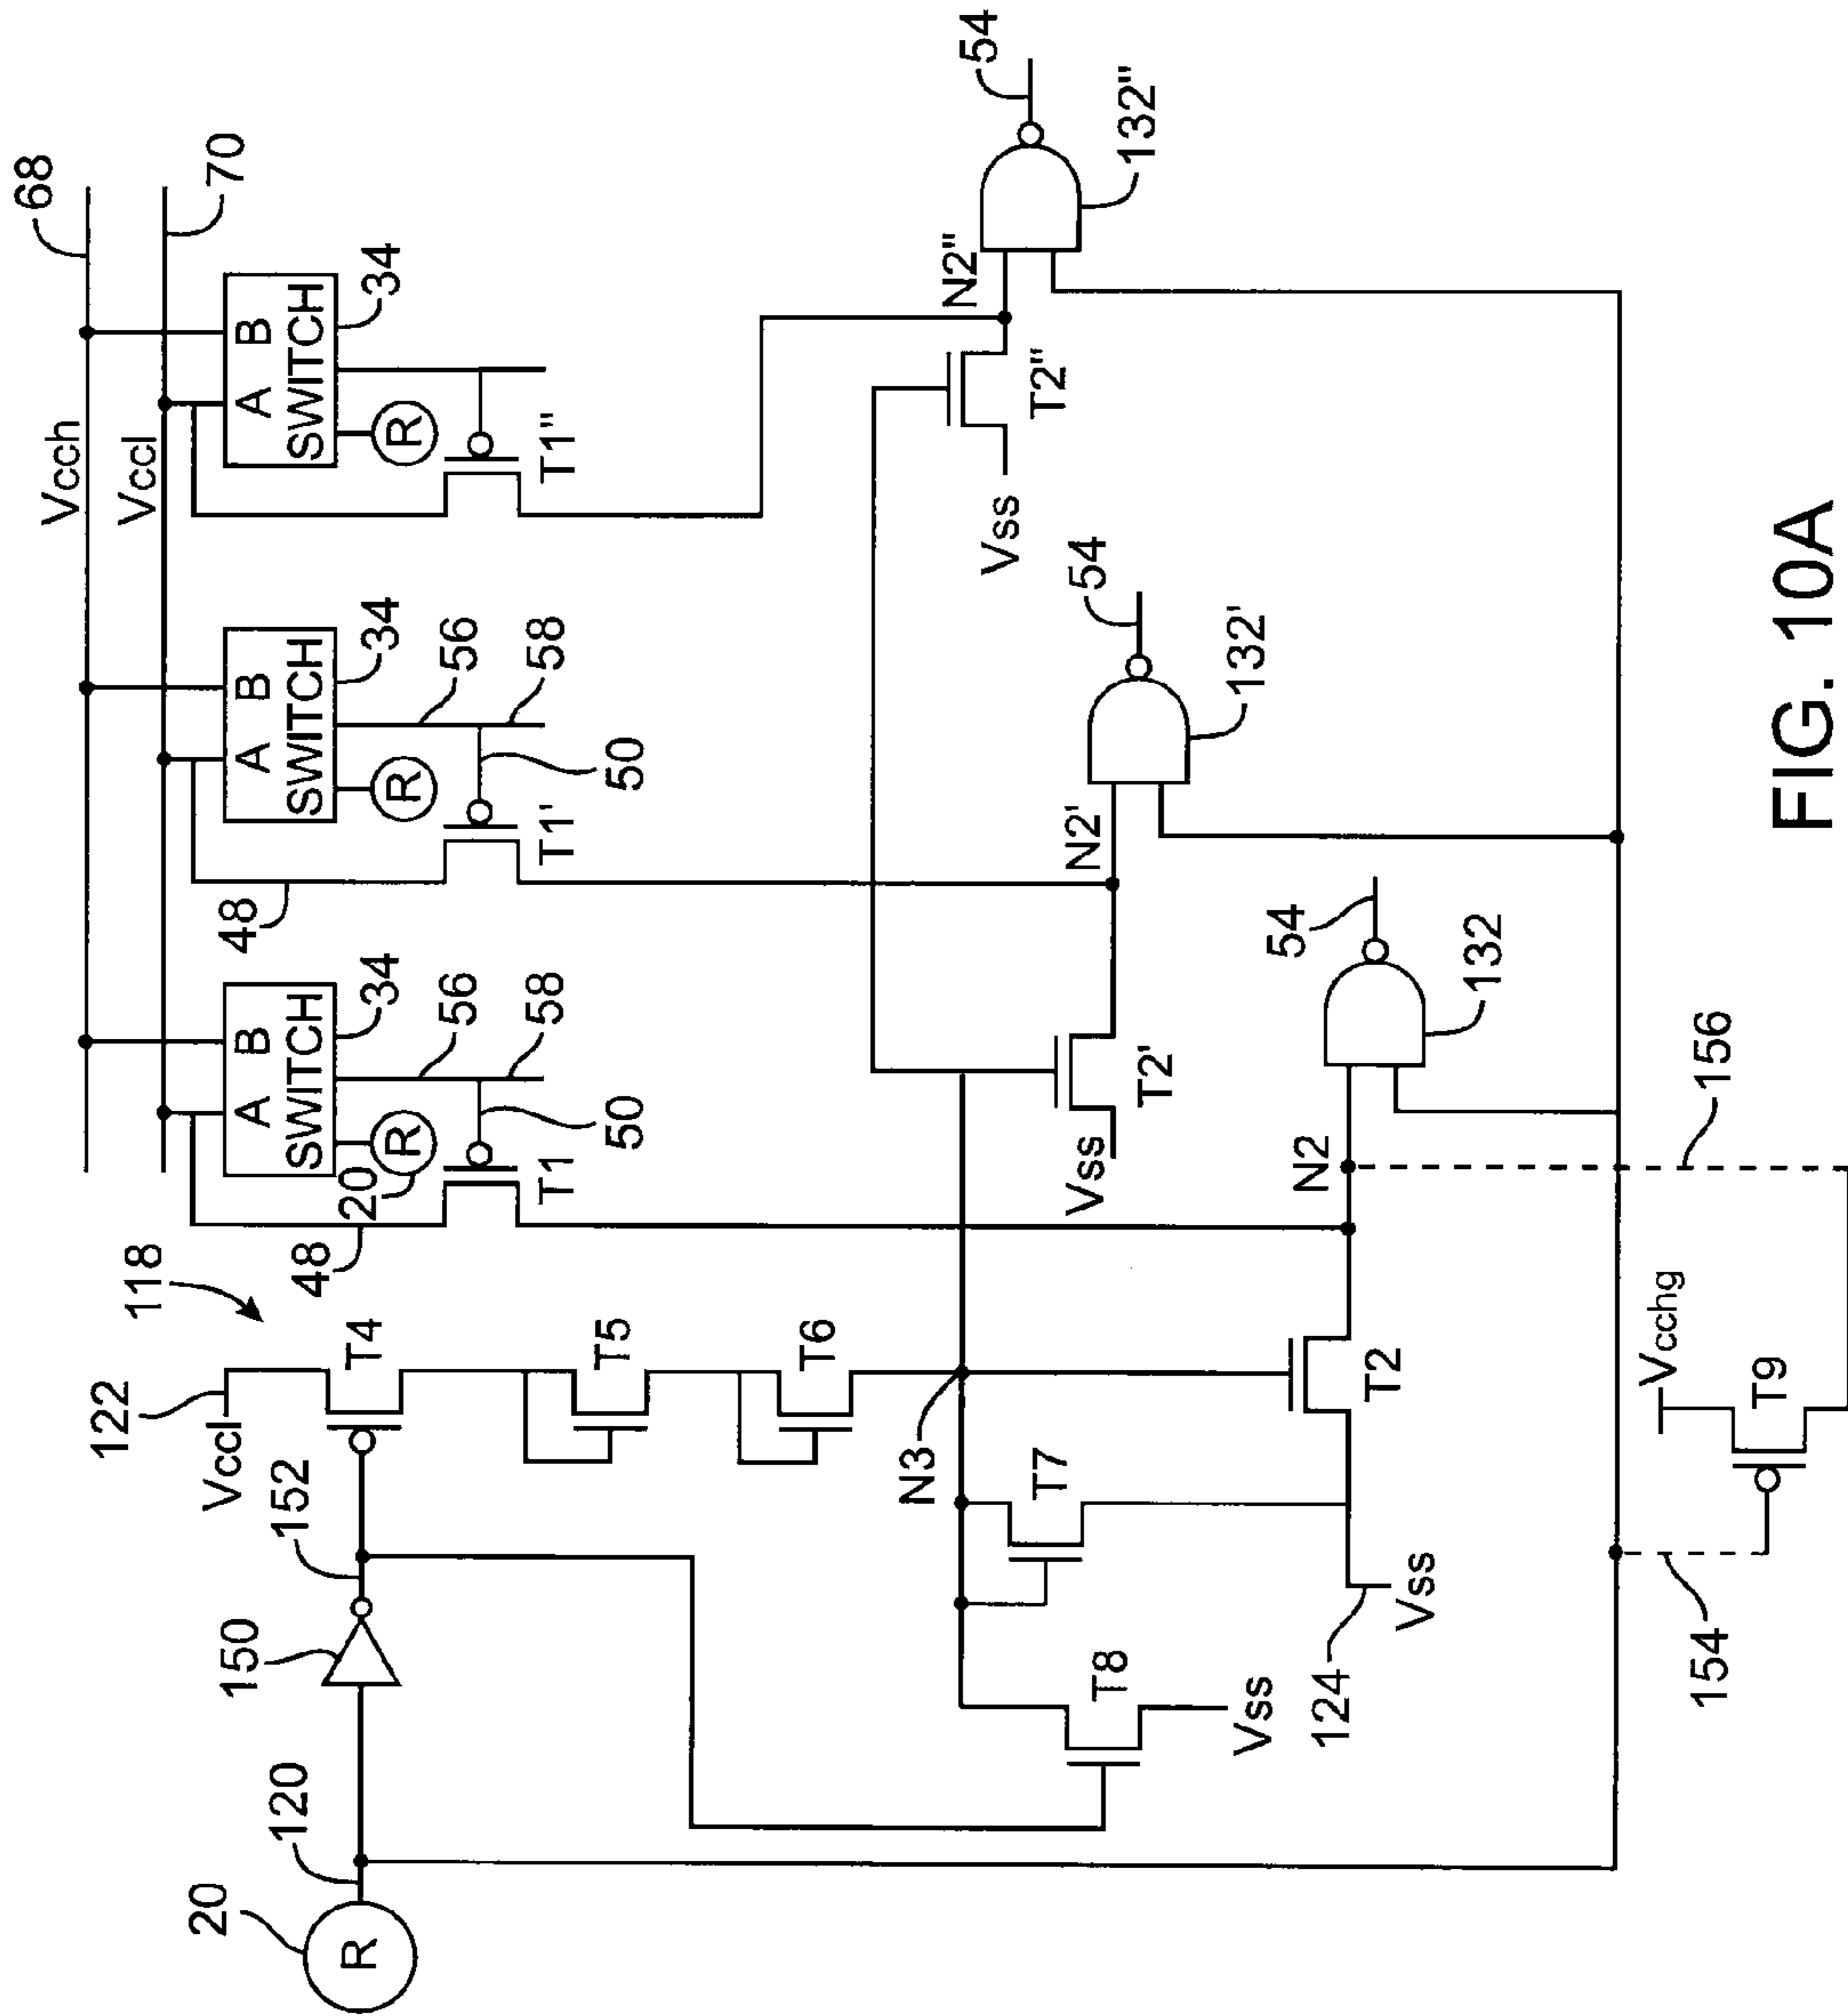 68
70
Vcch
Vccl
A B
SWITCH
34
R
20
T1
48
50
56
58
A B
SWITCH
34
R
T1'
48
50
56
58
A B
SWITCH
34
R
T1"
118
122
Vccl
T4
T5
T6
20
R
120
150
152
N3
T7
T8
Vss
124
Vss
T2
N2
132
54
Vss
T2'
N2'
132'
54
Vss
T2"
N2"
132"
54
154
156
Vcchg
T9
FIG. 10A